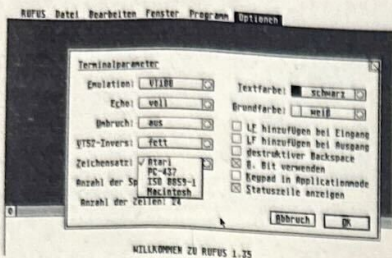 RUFUS Datei Bearbeiten Fenster Programm Optionen
Terminalparameter
Emulation: VT100
Echo: voll
Umbruch: aus
VT52-Invers: fett
Zeichensatz: Atari
PC-437
ISO 8859-1
Macintosh
Anzahl der Sp
Anzahl der Zeilen: 24
Textfarbe: schwarz
Grundfarbe: weiß
LF hinzufügen bei Eingang
LF hinzufügen bei Ausgang
destruktiver Backspace
8. Bit verwenden
Keypad in Applicationmode
Statuszeile anzeigen
Abbruch OK
WILLKOMMEN ZU RUFUS 1.35